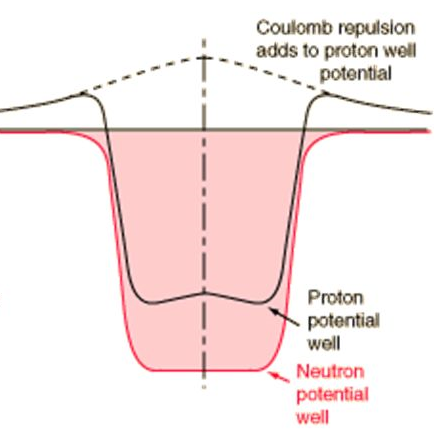 Coulomb repulsion
adds to proton well
potential
Proton
potential
well
Neutron
potential
well